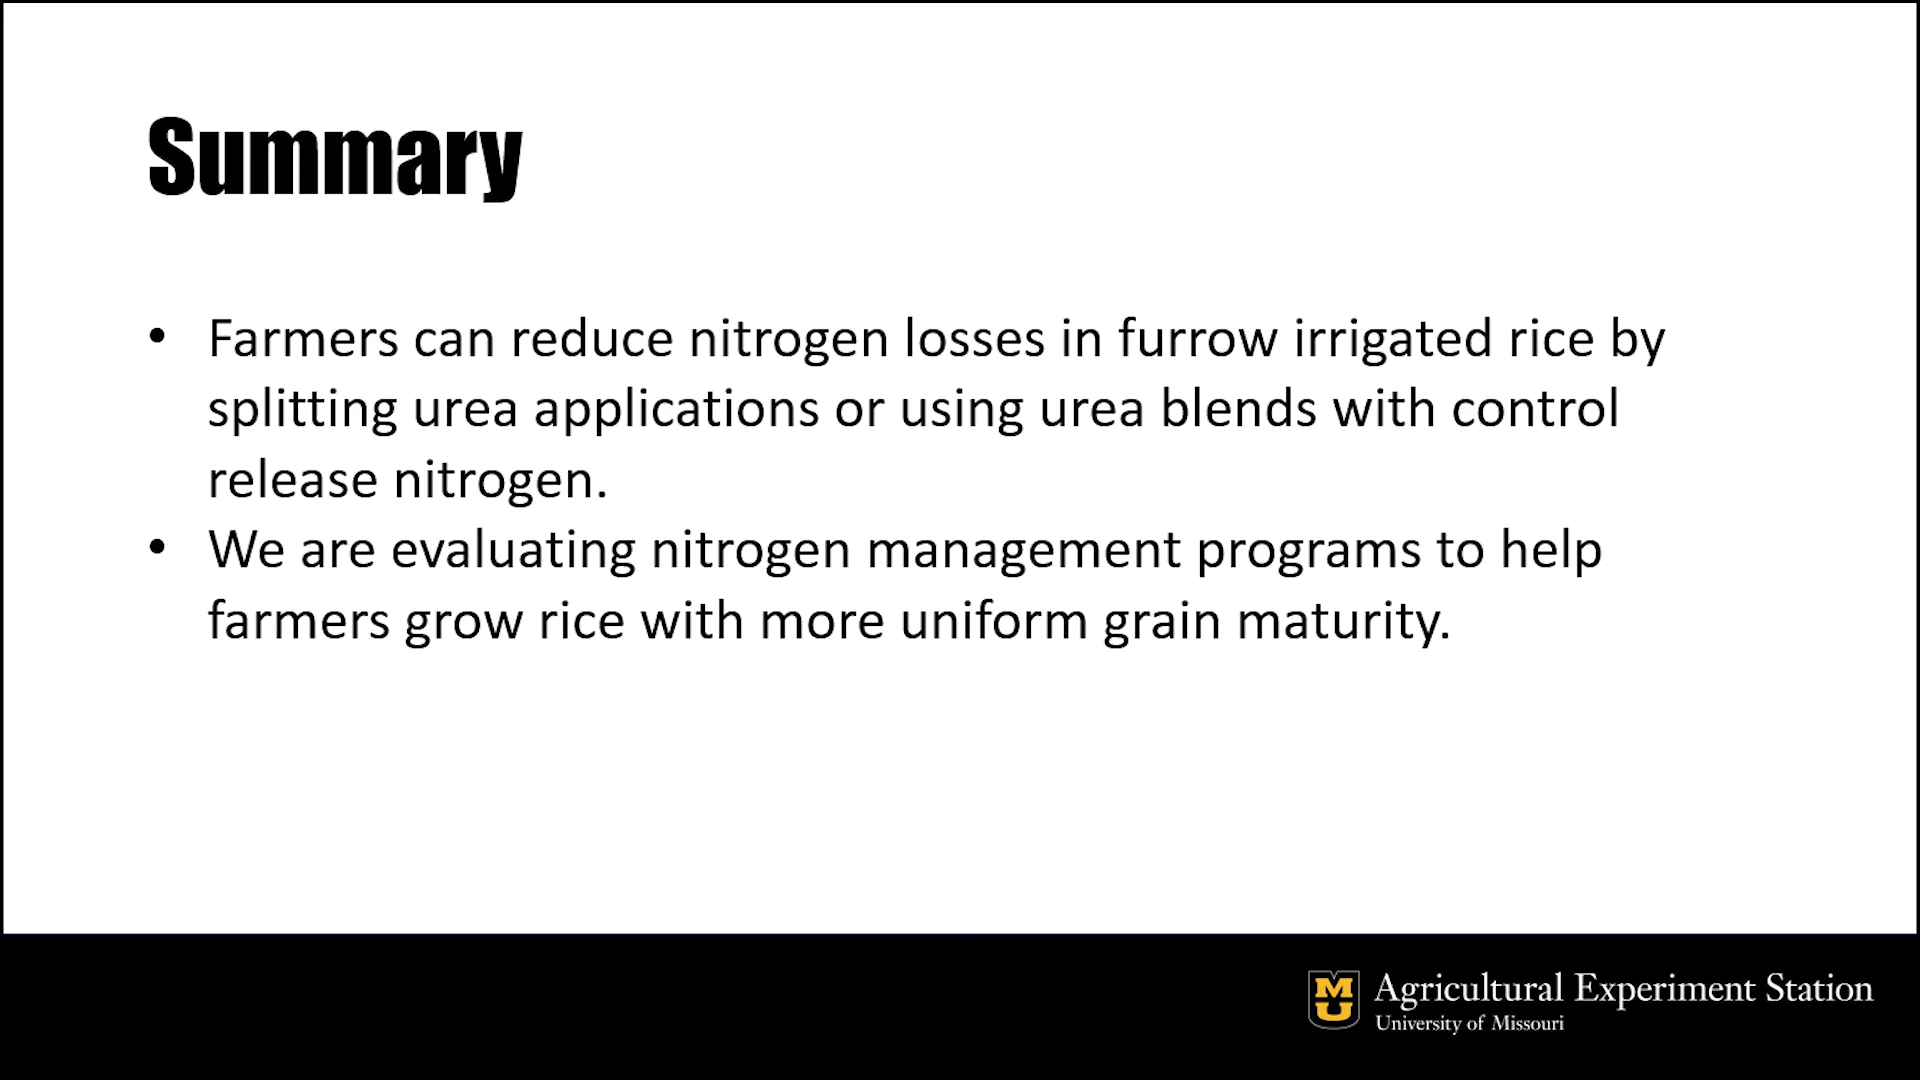 Summary
• Farmers can reduce nitrogen losses in furrow irrigated rice by
splitting urea applications or using urea blends with control
release nitrogen.
• We are evaluating nitrogen management programs to help
farmers grow rice with more uniform grain maturity.
MU
Agricultural Experiment Station
University of Missouri